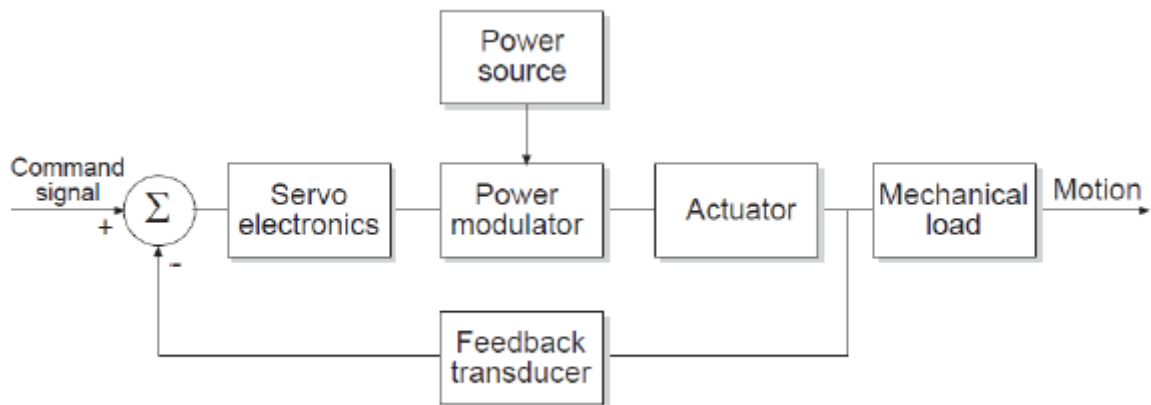 Power
source
Command
signal
+
Σ
-
Servo
electronics
Power
modulator
Actuator
Mechanical
load
Motion
Feedback
transducer